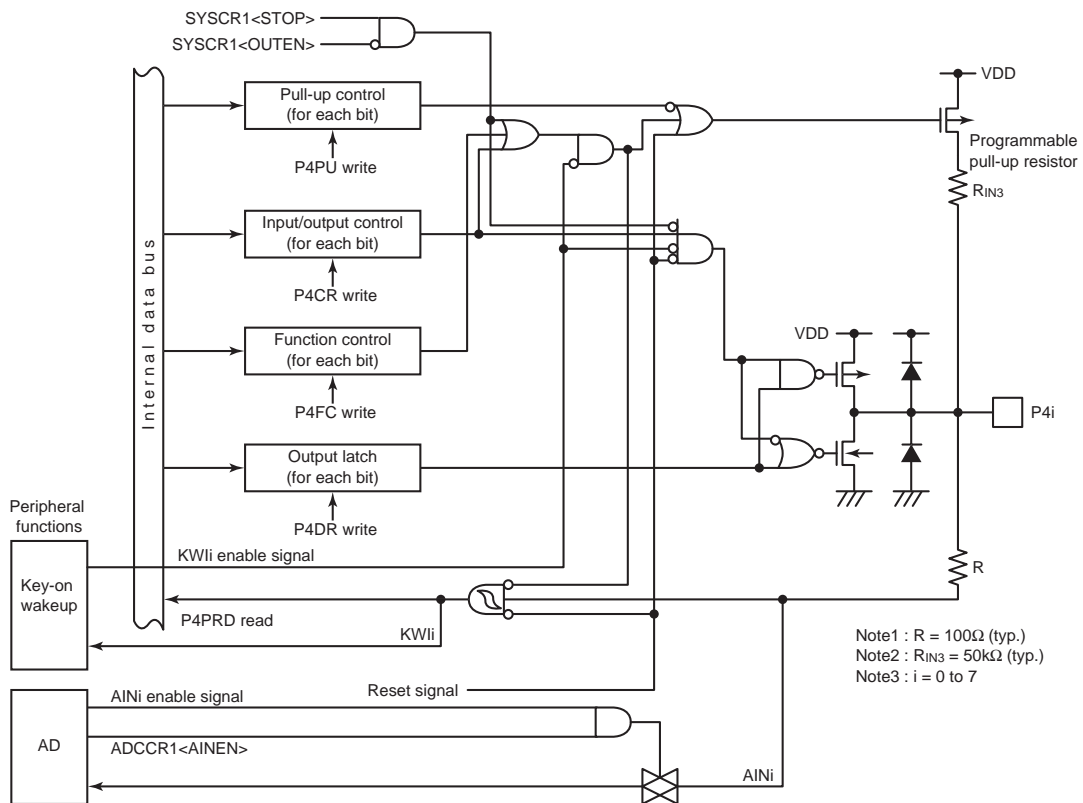 SYSCR1<STOP>
SYSCR1<OUTEN>
Internal data bus
Pull-up control
(for each bit)
P4PU write
Input/output control
(for each bit)
P4CR write
Function control
(for each bit)
P4FC write
Output latch
(for each bit)
P4DR write
VDD
Programmable
pull-up resistor
RIN3
VDD
P4i
R
Peripheral
functions
Key-on
wakeup
KWIi enable signal
P4PRD read
KWIi
Reset signal
AD
AINi enable signal
ADCCR1<AINEN>
AINi
Note1 : R = 100Ω (typ.)
Note2 : RIN3 = 50kΩ (typ.)
Note3 : i = 0 to 7